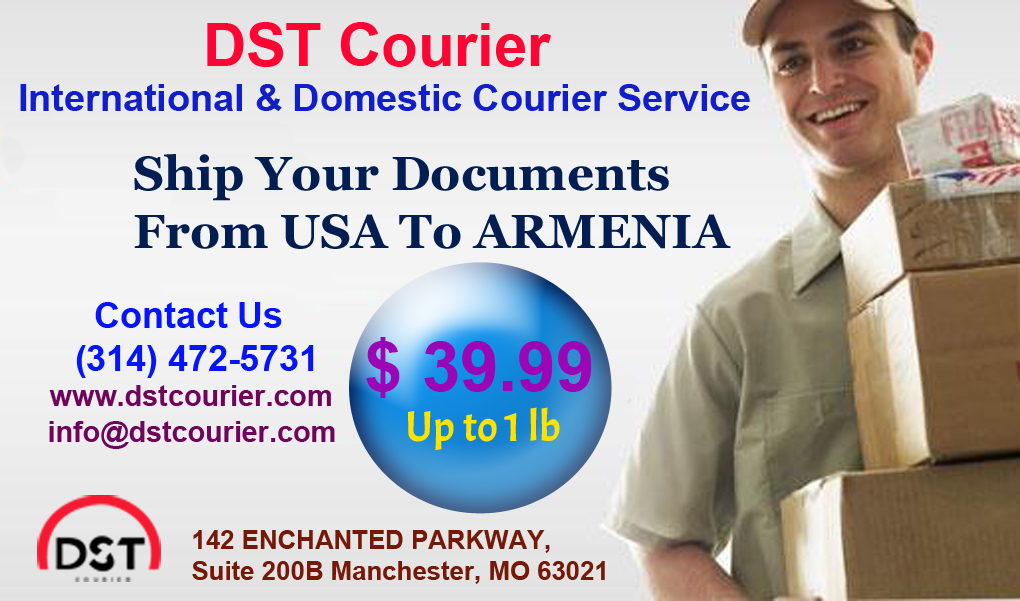 DST Courier
International & Domestic Courier Service
Ship Your Documents
From USA To ARMENIA
Contact Us
(314) 472-5731
www.dstcourier.com
info@dstcourier.com
$ 39.99
Up to 1 lb
DST
COURIER
142 ENCHANTED PARKWAY,
Suite 200B Manchester, MO 63021